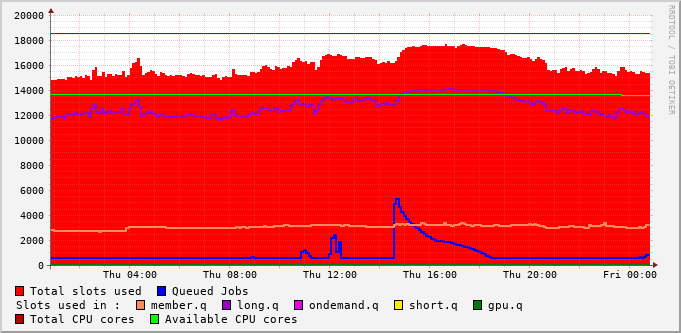 20000
18000
16000
14000
12000
10000
8000
6000
4000
2000
0
Thu 04:00 Thu 08:00 Thu 12:00 Thu 16:00 Thu 20:00 Fri 00:00
RRDTOOL / TOBI OETIKER
Total slots used Queued Jobs
Slots used in : member.q long.q ondemand.q short.q gpu.q
Total CPU cores Available CPU cores